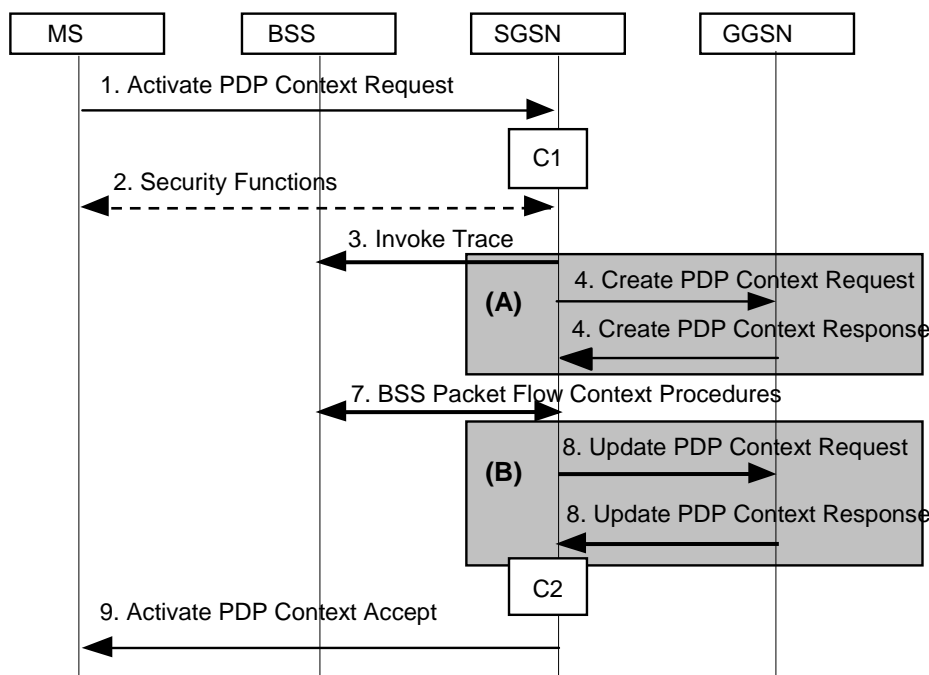 MS BSS SGSN GGSN
1. Activate PDP Context Request
C1
2. Security Functions
3. Invoke Trace
(A)
4. Create PDP Context Request
4. Create PDP Context Response
7. BSS Packet Flow Context Procedures
(B)
8. Update PDP Context Request
8. Update PDP Context Response
C2
9. Activate PDP Context Accept